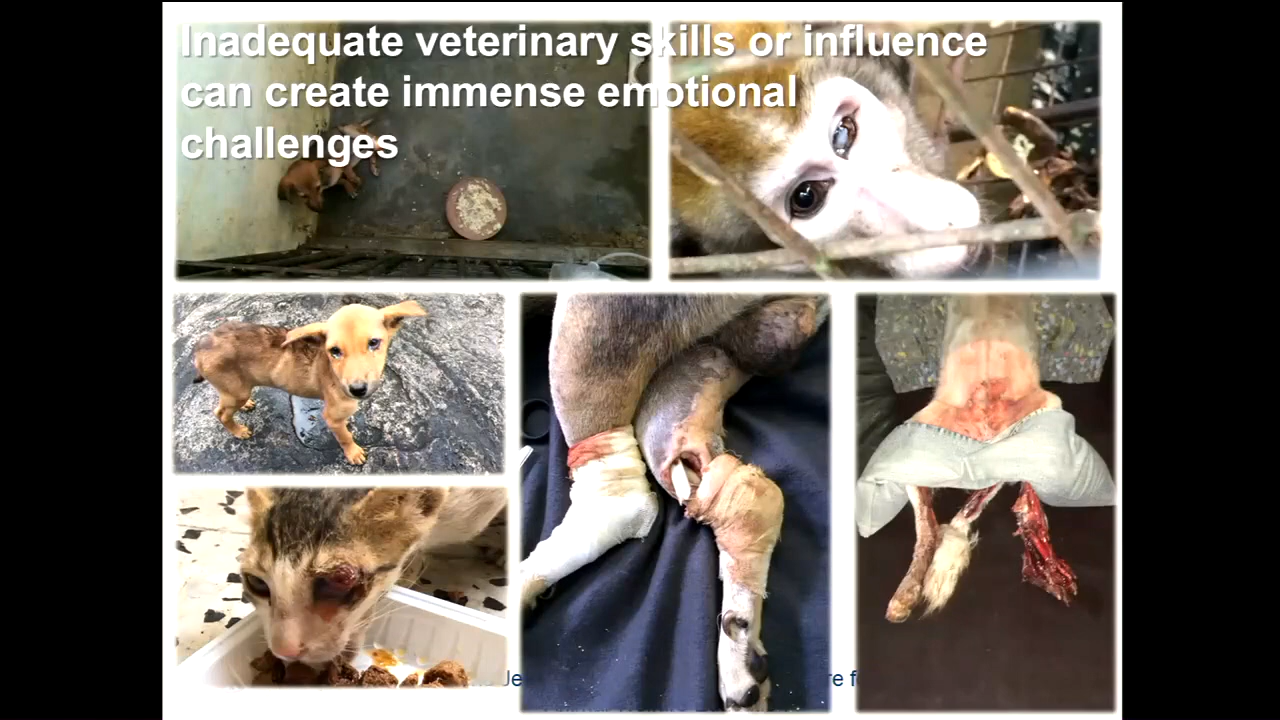 Inadequate veterinary skills or influence
can create immense emotional
challenges